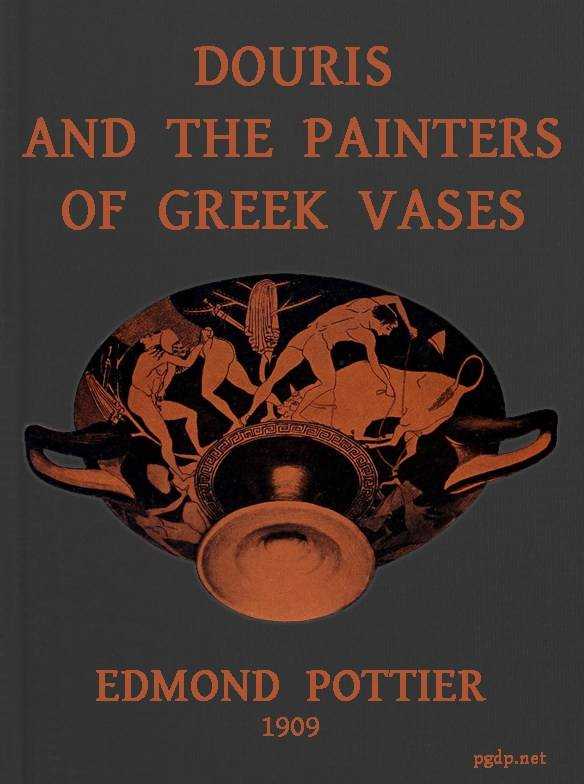 DOURIS
AND THE PAINTERS
OF GREEK VASES
EDMOND POTTIER
1909
pgdp.net